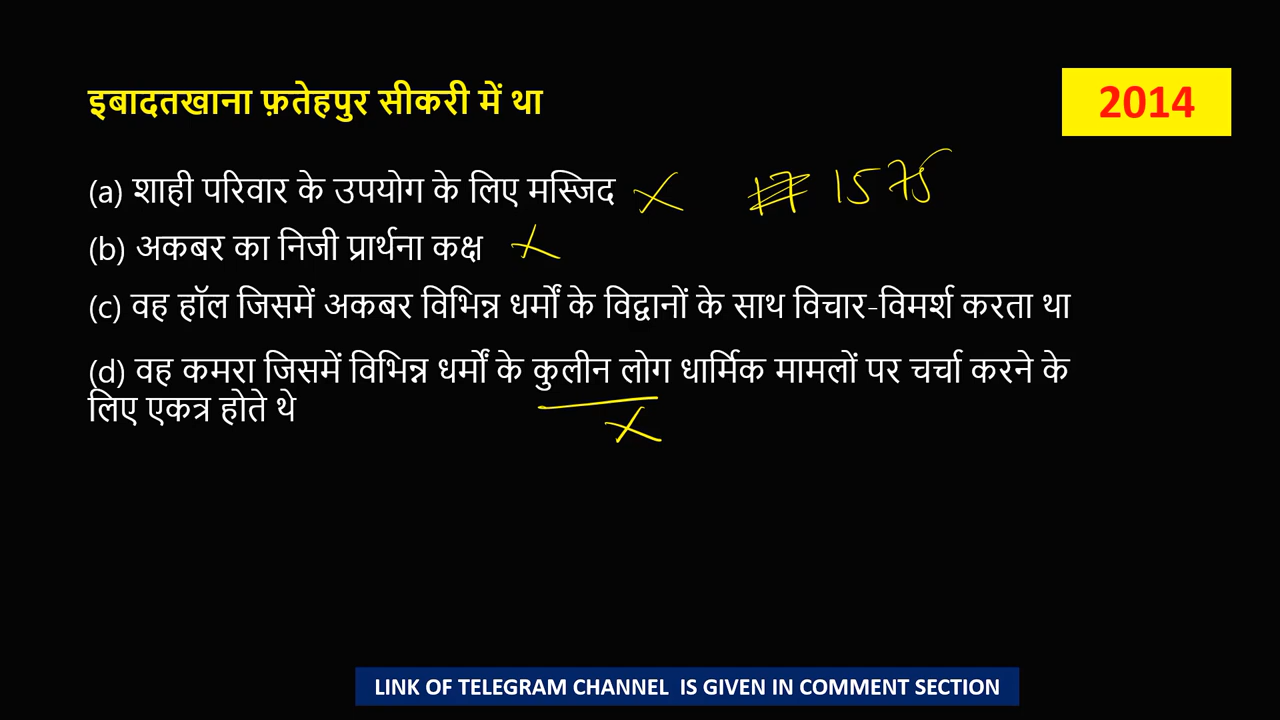 इबादतखाना फ़तेहपुर सीकरी में था
2014
(a) शाही परिवार के उपयोग के लिए मस्जिद
1575
(b) अकबर का निजी प्रार्थना कक्ष
(c) वह हॉल जिसमें अकबर विभिन्न धर्मों के विद्वानों के साथ विचार-विमर्श करता था
(d) वह कमरा जिसमें विभिन्न धर्मों के कुलीन लोग धार्मिक मामलों पर चर्चा करने के
लिए एकत्र होते थे
LINK OF TELEGRAM CHANNEL IS GIVEN IN COMMENT SECTION